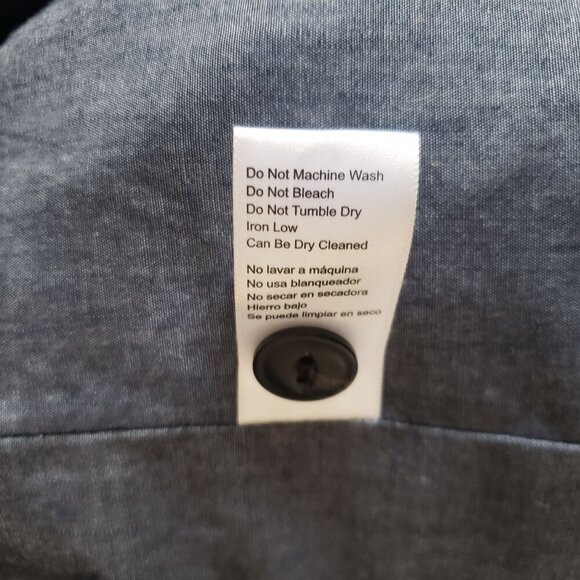 Do Not Machine Wash
Do Not Bleach
Do Not Tumble Dry
Iron Low
Can Be Dry Cleaned
No lavar a máquina
No usa blanqueador
No secar en secadora
Hierro bajo
Se puede limpiar en seco